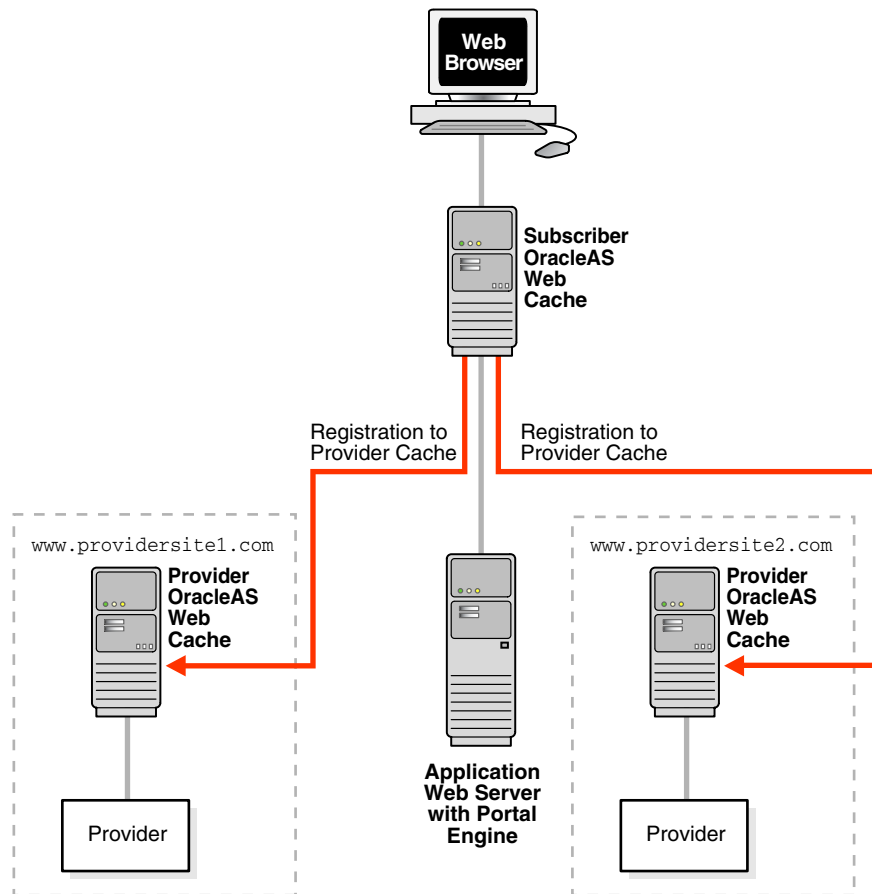 Web
Browser
Subscriber
OracleAS
Web
Cache
Registration to
Provider Cache
Registration to
Provider Cache
www.providersite1.com
Provider
OracleAS
Web
Cache
www.providersite2.com
Provider
OracleAS
Web
Cache
Application
Web Server
with Portal
Engine
Provider
Provider